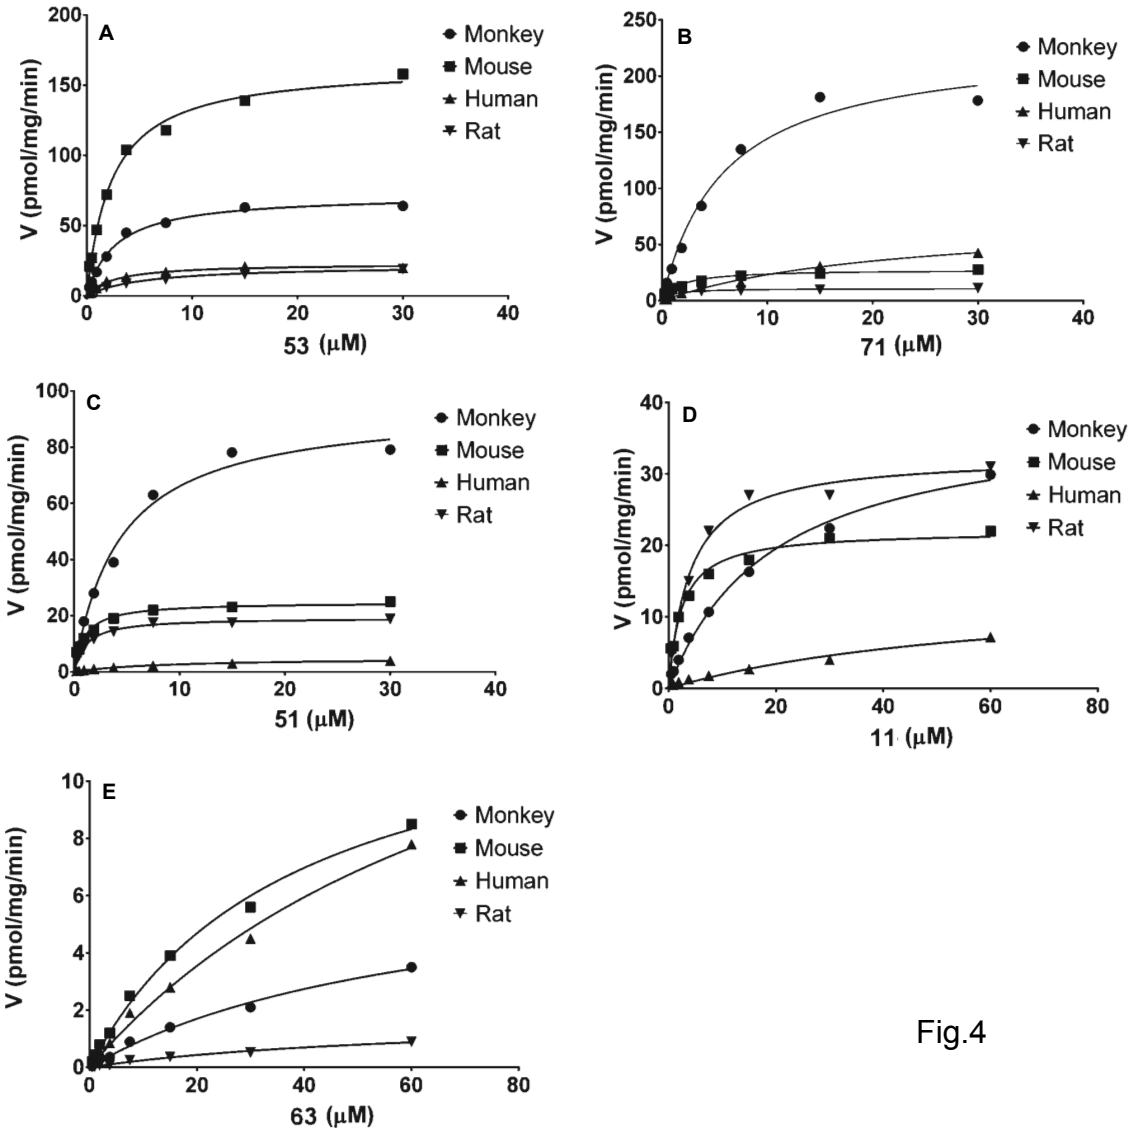 A
V (pmol/mg/min)
200
150
100
50
0
0 10 20 30 40
53 (μM)
Monkey
Mouse
Human
Rat
B
V (pmol/mg/min)
250
200
150
100
50
0
0 10 20 30 40
71 (μM)
Monkey
Mouse
Human
Rat
C
V (pmol/mg/min)
100
80
60
40
20
0
0 10 20 30 40
51 (μM)
Monkey
Mouse
Human
Rat
D
V (pmol/mg/min)
40
30
20
10
0
0 20 40 60 80
11 (μM)
Monkey
Mouse
Human
Rat
E
V (pmol/mg/min)
10
8
6
4
2
0
0 20 40 60 80
63 (μM)
Monkey
Mouse
Human
Rat
Fig.4